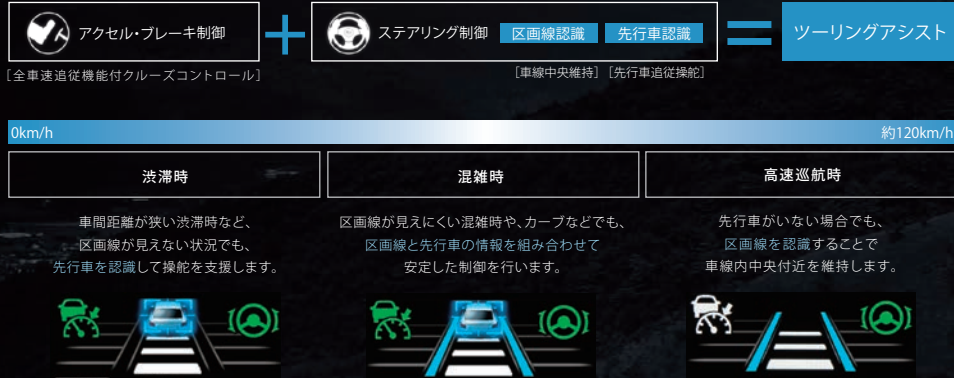 アクセル・ブレーキ制御
+
ステアリング制御 区画線認識 先行車認識
=
ツーリングアシスト
[全車速追従機能付クルーズコントロール]
[車線中央維持] [先行車追従操舵]
0km/h 約120km/h
渋滞時
車間距離が狭い渋滞時など、
区画線が見えない状況でも、
先行車を認識して操舵を支援します。
混雑時
区画線が見えにくい混雑時や、カーブなどでも、
区画線と先行車の情報を組み合わせて
安定した制御を行います。
高速巡航時
先行車がいない場合でも、
区画線を認識することで
車線内中央付近を維持します。